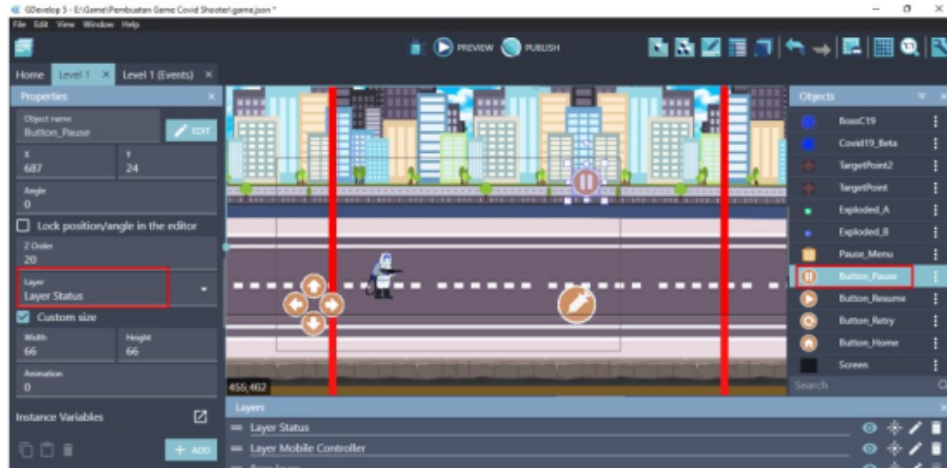 GDevelop 5 - E:\Game\Pembuatan Game Covid Shooter\game.json *
File Edit View Window Help
PREVIEW PUBLISH
Home Level 1 × Level 1 (Events) ×
Properties ×
Object name
Button_Pause
EDIT
X Y
687 24
Angle
0
Lock position/angle in the editor
Z Order
20
Layer
Layer Status
Custom size
Width Height
66 66
Animation
0
Instance Variables
+ ADD
455;462
Layers
Layer Status
Layer Mobile Controller
Base layer
Objects
BossC19
Covid19_Beta
TargetPoint2
TargetPoint
Exploded_A
Exploded_B
Pause_Menu
Button_Pause
Button_Resume
Button_Retry
Button_Home
Screen
Search